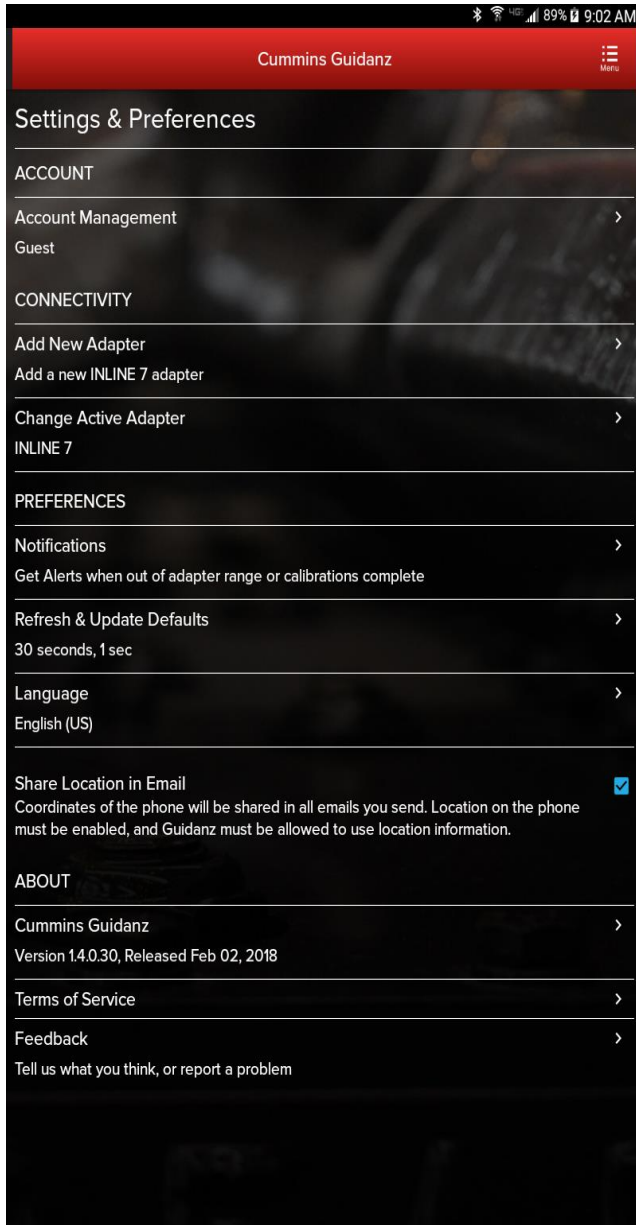 4G 89% 9:02 AM
Cummins Guidanz
Menu
Settings & Preferences
ACCOUNT
Account Management
Guest
CONNECTIVITY
Add New Adapter
Add a new INLINE 7 adapter
Change Active Adapter
INLINE 7
PREFERENCES
Notifications
Get Alerts when out of adapter range or calibrations complete
Refresh & Update Defaults
30 seconds, 1 sec
Language
English (US)
Share Location in Email
Coordinates of the phone will be shared in all emails you send. Location on the phone
must be enabled, and Guidanz must be allowed to use location information.
ABOUT
Cummins Guidanz
Version 1.4.0.30, Released Feb 02, 2018
Terms of Service
Feedback
Tell us what you think, or report a problem